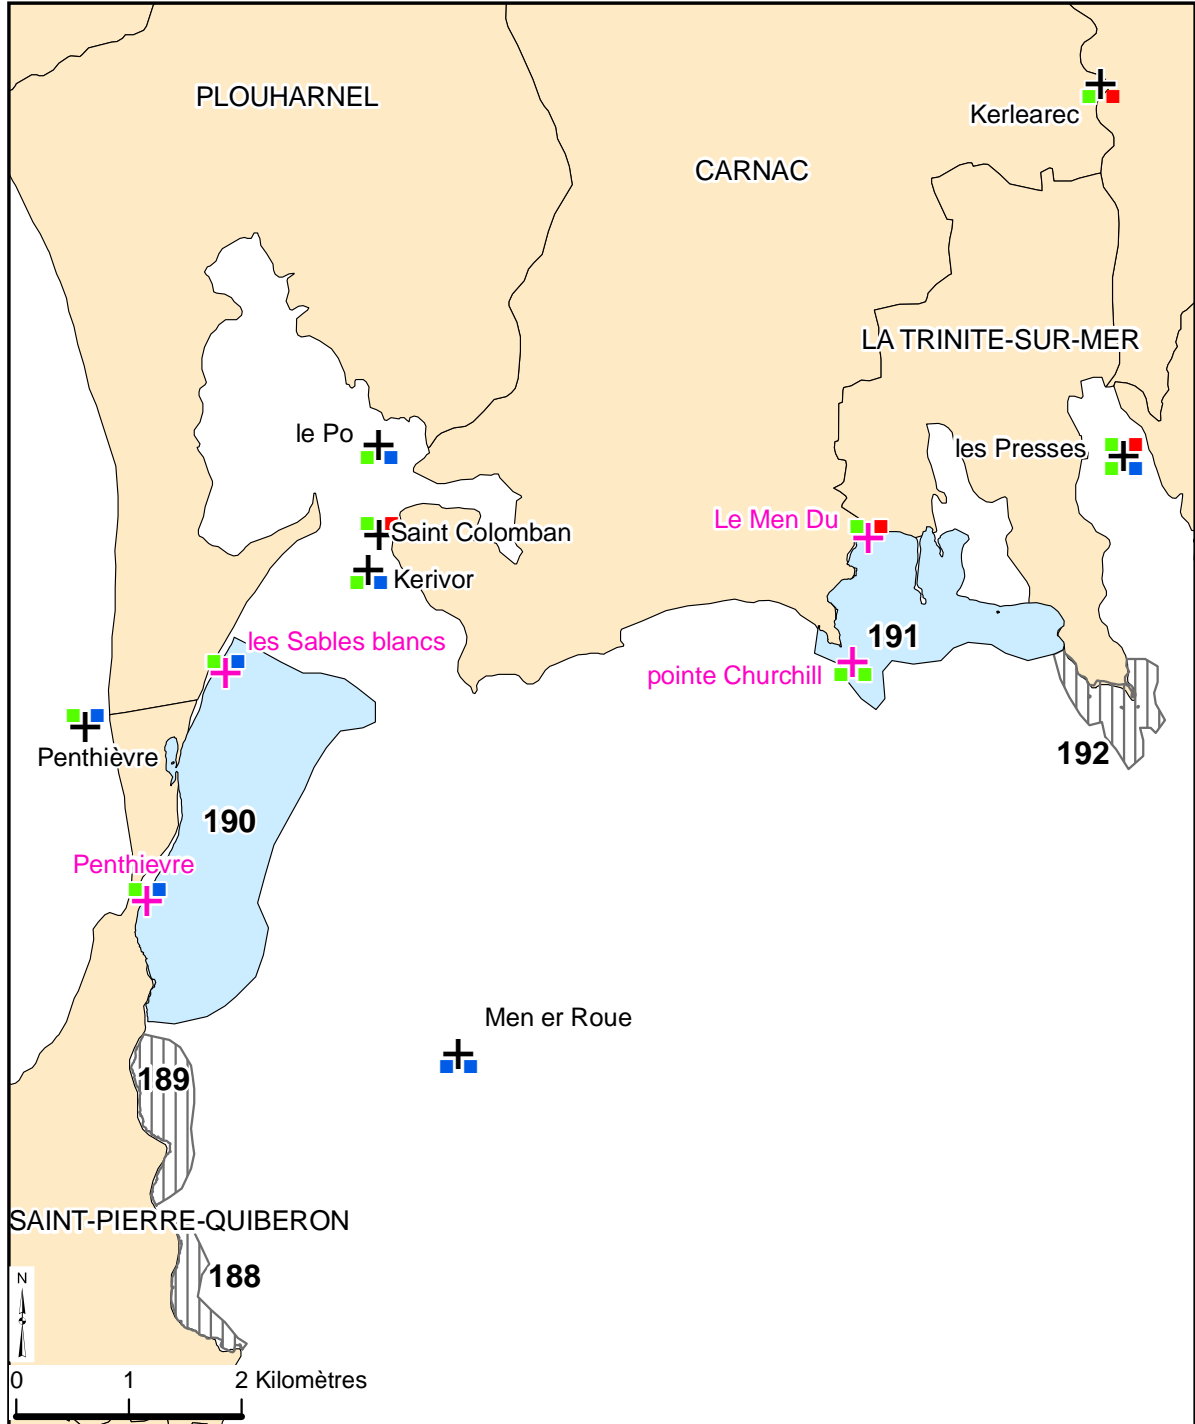 PLOUHARNEL
Kerlearec
CARNAC
LA TRINITE-SUR-MER
le Po
les Presses
Le Men Du
Saint Colomban
Kerivor
les Sables blancs
191
pointe Churchill
192
Penthièvre
190
Penthievre
Men er Roue
189
SAINT-PIERRE-QUIBERON
188
N
0 1 2 Kilomètres